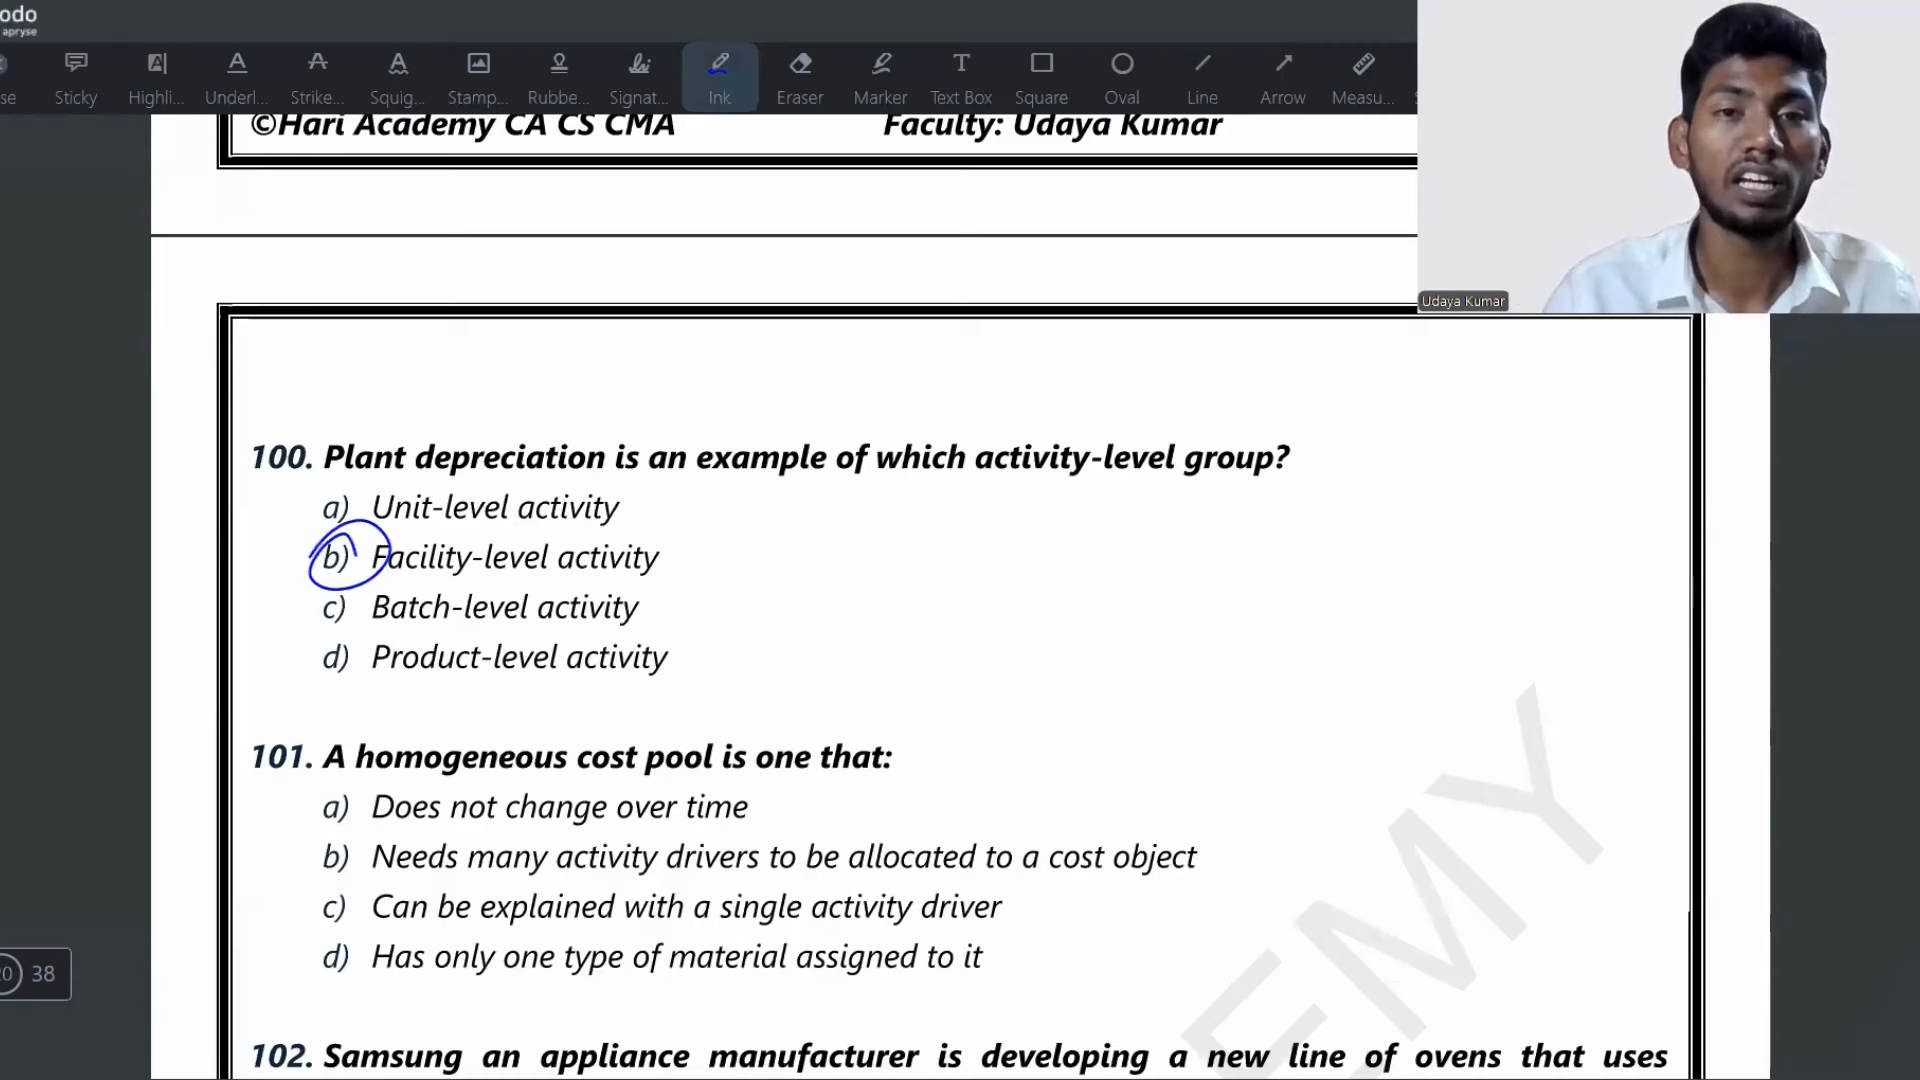 odo
apryse
se
Sticky
Highli...
Underl...
Strike...
Squig...
Stamp...
Rubbe...
Signat...
Ink
Eraser
Marker
Text Box
Square
Oval
Line
Arrow
Measu...
©Hari Academy CA CS CMA
Faculty: Udaya Kumar
Udaya Kumar
100. Plant depreciation is an example of which activity-level group?
a) Unit-level activity
b) Facility-level activity
c) Batch-level activity
d) Product-level activity
101. A homogeneous cost pool is one that:
a) Does not change over time
b) Needs many activity drivers to be allocated to a cost object
c) Can be explained with a single activity driver
d) Has only one type of material assigned to it
38
102. Samsung an appliance manufacturer is developing a new line of ovens that uses
EMY